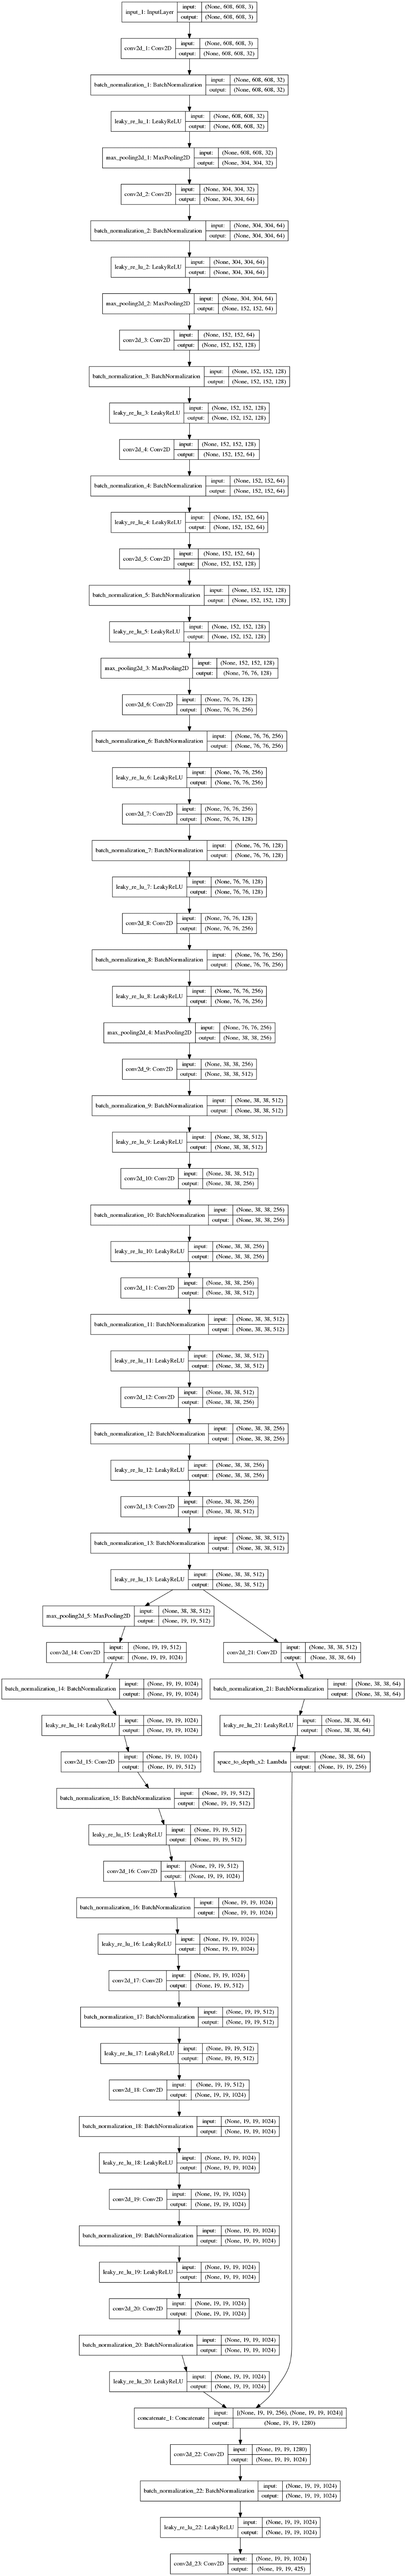 input_1: InputLayer
input: (None, 608, 608, 3)
output: (None, 608, 608, 3)
conv2d_1: Conv2D
input: (None, 608, 608, 3)
output: (None, 608, 608, 32)
batch_normalization_1: BatchNormalization
input: (None, 608, 608, 32)
output: (None, 608, 608, 32)
leaky_re_lu_1: LeakyReLU
input: (None, 608, 608, 32)
output: (None, 608, 608, 32)
max_pooling2d_1: MaxPooling2D
input: (None, 608, 608, 32)
output: (None, 304, 304, 32)
conv2d_2: Conv2D
input: (None, 304, 304, 32)
output: (None, 304, 304, 64)
batch_normalization_2: BatchNormalization
input: (None, 304, 304, 64)
output: (None, 304, 304, 64)
leaky_re_lu_2: LeakyReLU
input: (None, 304, 304, 64)
output: (None, 304, 304, 64)
max_pooling2d_2: MaxPooling2D
input: (None, 304, 304, 64)
output: (None, 152, 152, 64)
conv2d_3: Conv2D
input: (None, 152, 152, 64)
output: (None, 152, 152, 128)
batch_normalization_3: BatchNormalization
input: (None, 152, 152, 128)
output: (None, 152, 152, 128)
leaky_re_lu_3: LeakyReLU
input: (None, 152, 152, 128)
output: (None, 152, 152, 128)
conv2d_4: Conv2D
input: (None, 152, 152, 128)
output: (None, 152, 152, 64)
batch_normalization_4: BatchNormalization
input: (None, 152, 152, 64)
output: (None, 152, 152, 64)
leaky_re_lu_4: LeakyReLU
input: (None, 152, 152, 64)
output: (None, 152, 152, 64)
conv2d_5: Conv2D
input: (None, 152, 152, 64)
output: (None, 152, 152, 128)
batch_normalization_5: BatchNormalization
input: (None, 152, 152, 128)
output: (None, 152, 152, 128)
leaky_re_lu_5: LeakyReLU
input: (None, 152, 152, 128)
output: (None, 152, 152, 128)
max_pooling2d_3: MaxPooling2D
input: (None, 152, 152, 128)
output: (None, 76, 76, 128)
conv2d_6: Conv2D
input: (None, 76, 76, 128)
output: (None, 76, 76, 256)
batch_normalization_6: BatchNormalization
input: (None, 76, 76, 256)
output: (None, 76, 76, 256)
leaky_re_lu_6: LeakyReLU
input: (None, 76, 76, 256)
output: (None, 76, 76, 256)
conv2d_7: Conv2D
input: (None, 76, 76, 256)
output: (None, 76, 76, 128)
batch_normalization_7: BatchNormalization
input: (None, 76, 76, 128)
output: (None, 76, 76, 128)
leaky_re_lu_7: LeakyReLU
input: (None, 76, 76, 128)
output: (None, 76, 76, 128)
conv2d_8: Conv2D
input: (None, 76, 76, 128)
output: (None, 76, 76, 256)
batch_normalization_8: BatchNormalization
input: (None, 76, 76, 256)
output: (None, 76, 76, 256)
leaky_re_lu_8: LeakyReLU
input: (None, 76, 76, 256)
output: (None, 76, 76, 256)
max_pooling2d_4: MaxPooling2D
input: (None, 76, 76, 256)
output: (None, 38, 38, 256)
conv2d_9: Conv2D
input: (None, 38, 38, 256)
output: (None, 38, 38, 512)
batch_normalization_9: BatchNormalization
input: (None, 38, 38, 512)
output: (None, 38, 38, 512)
leaky_re_lu_9: LeakyReLU
input: (None, 38, 38, 512)
output: (None, 38, 38, 512)
conv2d_10: Conv2D
input: (None, 38, 38, 512)
output: (None, 38, 38, 256)
batch_normalization_10: BatchNormalization
input: (None, 38, 38, 256)
output: (None, 38, 38, 256)
leaky_re_lu_10: LeakyReLU
input: (None, 38, 38, 256)
output: (None, 38, 38, 256)
conv2d_11: Conv2D
input: (None, 38, 38, 256)
output: (None, 38, 38, 512)
batch_normalization_11: BatchNormalization
input: (None, 38, 38, 512)
output: (None, 38, 38, 512)
leaky_re_lu_11: LeakyReLU
input: (None, 38, 38, 512)
output: (None, 38, 38, 512)
conv2d_12: Conv2D
input: (None, 38, 38, 512)
output: (None, 38, 38, 256)
batch_normalization_12: BatchNormalization
input: (None, 38, 38, 256)
output: (None, 38, 38, 256)
leaky_re_lu_12: LeakyReLU
input: (None, 38, 38, 256)
output: (None, 38, 38, 256)
conv2d_13: Conv2D
input: (None, 38, 38, 256)
output: (None, 38, 38, 512)
batch_normalization_13: BatchNormalization
input: (None, 38, 38, 512)
output: (None, 38, 38, 512)
leaky_re_lu_13: LeakyReLU
input: (None, 38, 38, 512)
output: (None, 38, 38, 512)
max_pooling2d_5: MaxPooling2D
input: (None, 38, 38, 512)
output: (None, 19, 19, 512)
conv2d_14: Conv2D
input: (None, 19, 19, 512)
output: (None, 19, 19, 1024)
conv2d_21: Conv2D
input: (None, 38, 38, 512)
output: (None, 38, 38, 64)
batch_normalization_14: BatchNormalization
input: (None, 19, 19, 1024)
output: (None, 19, 19, 1024)
batch_normalization_21: BatchNormalization
input: (None, 38, 38, 64)
output: (None, 38, 38, 64)
leaky_re_lu_14: LeakyReLU
input: (None, 19, 19, 1024)
output: (None, 19, 19, 1024)
leaky_re_lu_21: LeakyReLU
input: (None, 38, 38, 64)
output: (None, 38, 38, 64)
conv2d_15: Conv2D
input: (None, 19, 19, 1024)
output: (None, 19, 19, 512)
space_to_depth_x2: Lambda
input: (None, 38, 38, 64)
output: (None, 19, 19, 256)
batch_normalization_15: BatchNormalization
input: (None, 19, 19, 512)
output: (None, 19, 19, 512)
leaky_re_lu_15: LeakyReLU
input: (None, 19, 19, 512)
output: (None, 19, 19, 512)
conv2d_16: Conv2D
input: (None, 19, 19, 512)
output: (None, 19, 19, 1024)
batch_normalization_16: BatchNormalization
input: (None, 19, 19, 1024)
output: (None, 19, 19, 1024)
leaky_re_lu_16: LeakyReLU
input: (None, 19, 19, 1024)
output: (None, 19, 19, 1024)
conv2d_17: Conv2D
input: (None, 19, 19, 1024)
output: (None, 19, 19, 512)
batch_normalization_17: BatchNormalization
input: (None, 19, 19, 512)
output: (None, 19, 19, 512)
leaky_re_lu_17: LeakyReLU
input: (None, 19, 19, 512)
output: (None, 19, 19, 512)
conv2d_18: Conv2D
input: (None, 19, 19, 512)
output: (None, 19, 19, 1024)
batch_normalization_18: BatchNormalization
input: (None, 19, 19, 1024)
output: (None, 19, 19, 1024)
leaky_re_lu_18: LeakyReLU
input: (None, 19, 19, 1024)
output: (None, 19, 19, 1024)
conv2d_19: Conv2D
input: (None, 19, 19, 1024)
output: (None, 19, 19, 1024)
batch_normalization_19: BatchNormalization
input: (None, 19, 19, 1024)
output: (None, 19, 19, 1024)
leaky_re_lu_19: LeakyReLU
input: (None, 19, 19, 1024)
output: (None, 19, 19, 1024)
conv2d_20: Conv2D
input: (None, 19, 19, 1024)
output: (None, 19, 19, 1024)
batch_normalization_20: BatchNormalization
input: (None, 19, 19, 1024)
output: (None, 19, 19, 1024)
leaky_re_lu_20: LeakyReLU
input: (None, 19, 19, 1024)
output: (None, 19, 19, 1024)
concatenate_1: Concatenate
input: [(None, 19, 19, 256), (None, 19, 19, 1024)]
output: (None, 19, 19, 1280)
conv2d_22: Conv2D
input: (None, 19, 19, 1280)
output: (None, 19, 19, 1024)
batch_normalization_22: BatchNormalization
input: (None, 19, 19, 1024)
output: (None, 19, 19, 1024)
leaky_re_lu_22: LeakyReLU
input: (None, 19, 19, 1024)
output: (None, 19, 19, 1024)
conv2d_23: Conv2D
input: (None, 19, 19, 1024)
output: (None, 19, 19, 425)